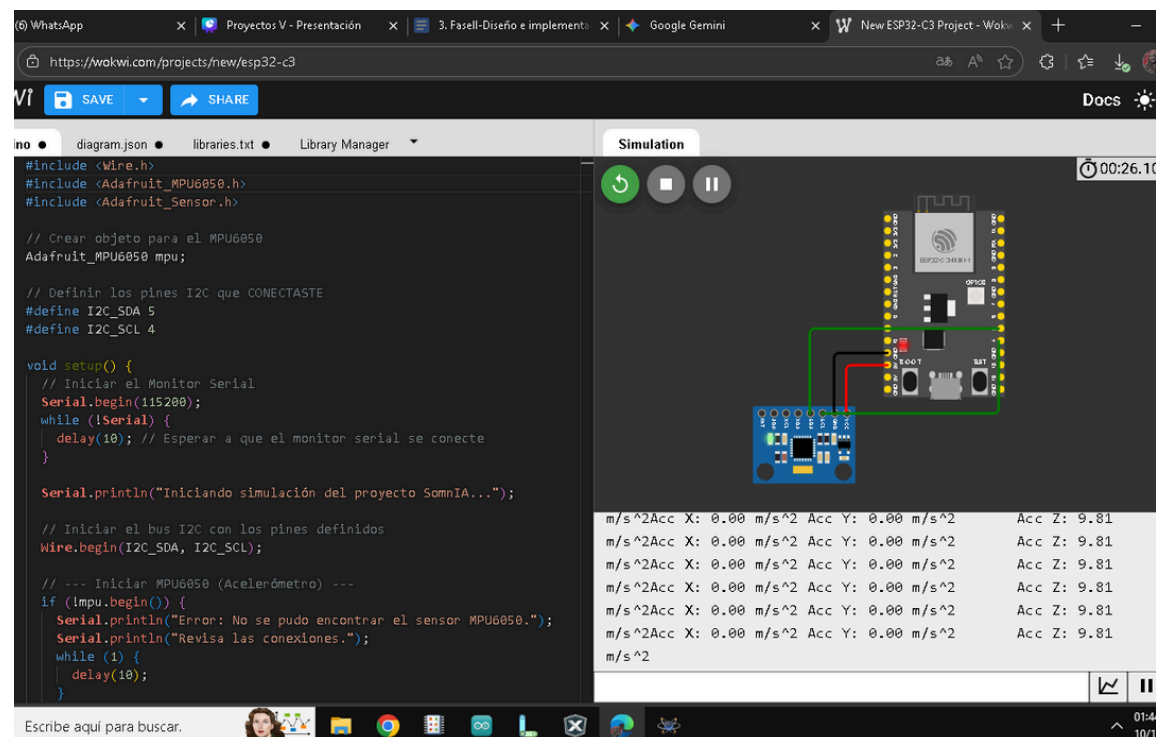 (6) WhatsApp
Proyectos V - Presentación
3. FaseII-Diseño e implementa
Google Gemini
New ESP32-C3 Project - Wokw
https://wokwi.com/projects/new/esp32-c3
SAVE
SHARE
Docs
ino ●
diagram.json ●
libraries.txt ●
Library Manager
Simulation
#include <Wire.h>
#include <Adafruit_MPU6050.h>
#include <Adafruit_Sensor.h>
// Crear objeto para el MPU6050
Adafruit_MPU6050 mpu;
// Definir los pines I2C que CONECTASTE
#define I2C_SDA 5
#define I2C_SCL 4
void setup() {
// Iniciar el Monitor Serial
Serial.begin(115200);
while (!Serial) {
delay(10); // Esperar a que el monitor serial se conecte
}
Serial.println("Iniciando simulación del proyecto SomnIA...");
// Iniciar el bus I2C con los pines definidos
Wire.begin(I2C_SDA, I2C_SCL);
// --- Iniciar MPU6050 (Acelerómetro) ---
if (!mpu.begin()) {
Serial.println("Error: No se pudo encontrar el sensor MPU6050.");
Serial.println("Revisa las conexiones.");
while (1) {
delay(10);
}
00:26.10
BOOT
RST
m/s^2Acc X: 0.00 m/s^2 Acc Y: 0.00 m/s^2 Acc Z: 9.81
m/s^2Acc X: 0.00 m/s^2 Acc Y: 0.00 m/s^2 Acc Z: 9.81
m/s^2Acc X: 0.00 m/s^2 Acc Y: 0.00 m/s^2 Acc Z: 9.81
m/s^2Acc X: 0.00 m/s^2 Acc Y: 0.00 m/s^2 Acc Z: 9.81
m/s^2Acc X: 0.00 m/s^2 Acc Y: 0.00 m/s^2 Acc Z: 9.81
m/s^2Acc X: 0.00 m/s^2 Acc Y: 0.00 m/s^2 Acc Z: 9.81
m/s^2
Escribe aquí para buscar.
01:4
10/1